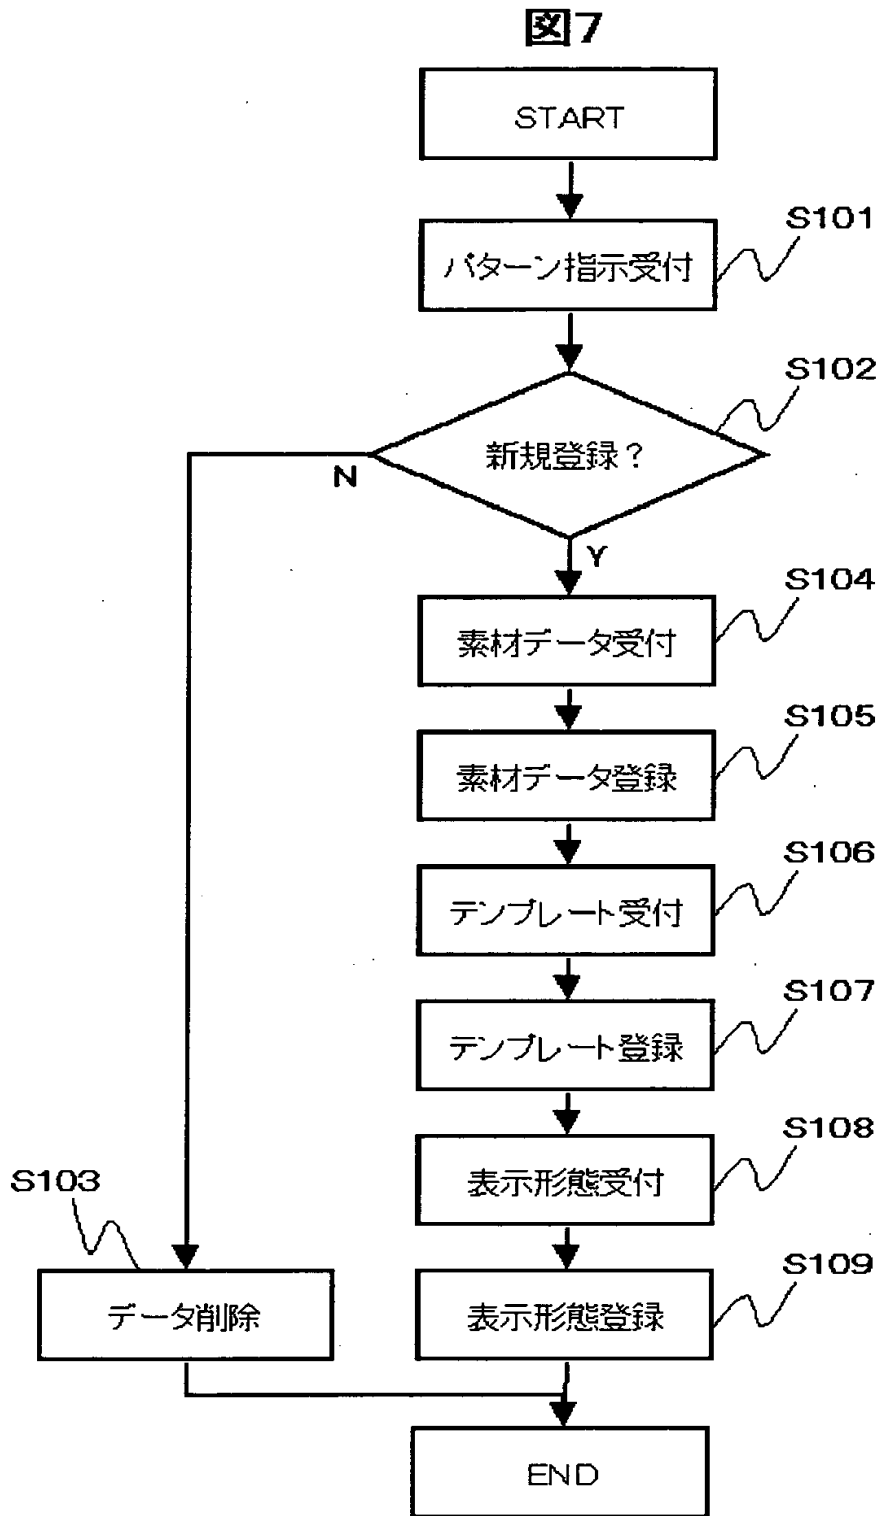 図7
START
S101
パターン指示受付
S102
新規登録?
N
Y
S104
素材データ受付
S105
素材データ登録
S106
テンプレート受付
S107
テンプレート登録
S108
表示形態受付
S103
S109
データ削除
表示形態登録
END